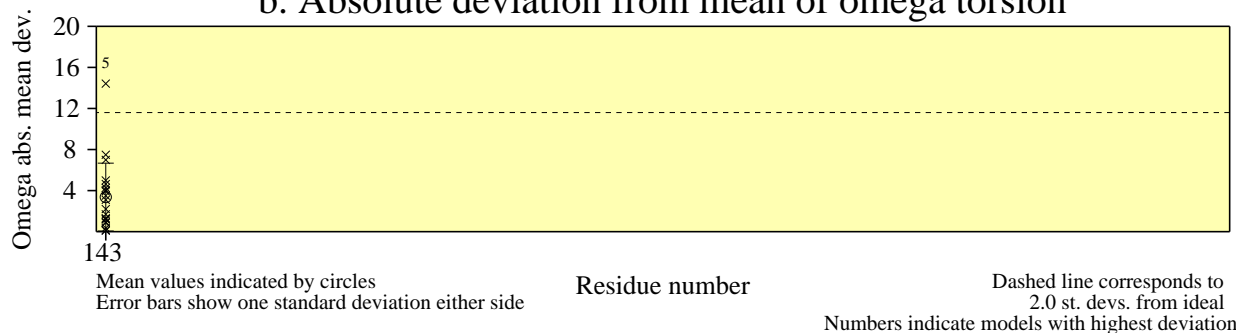 b. Absolute deviation from mean of omega torsion
Omega abs. mean dev.
20
16
12
8
4
5
143
Mean values indicated by circles
Error bars show one standard deviation either side
Residue number
Dashed line corresponds to
2.0 st. devs. from ideal
Numbers indicate models with highest deviation